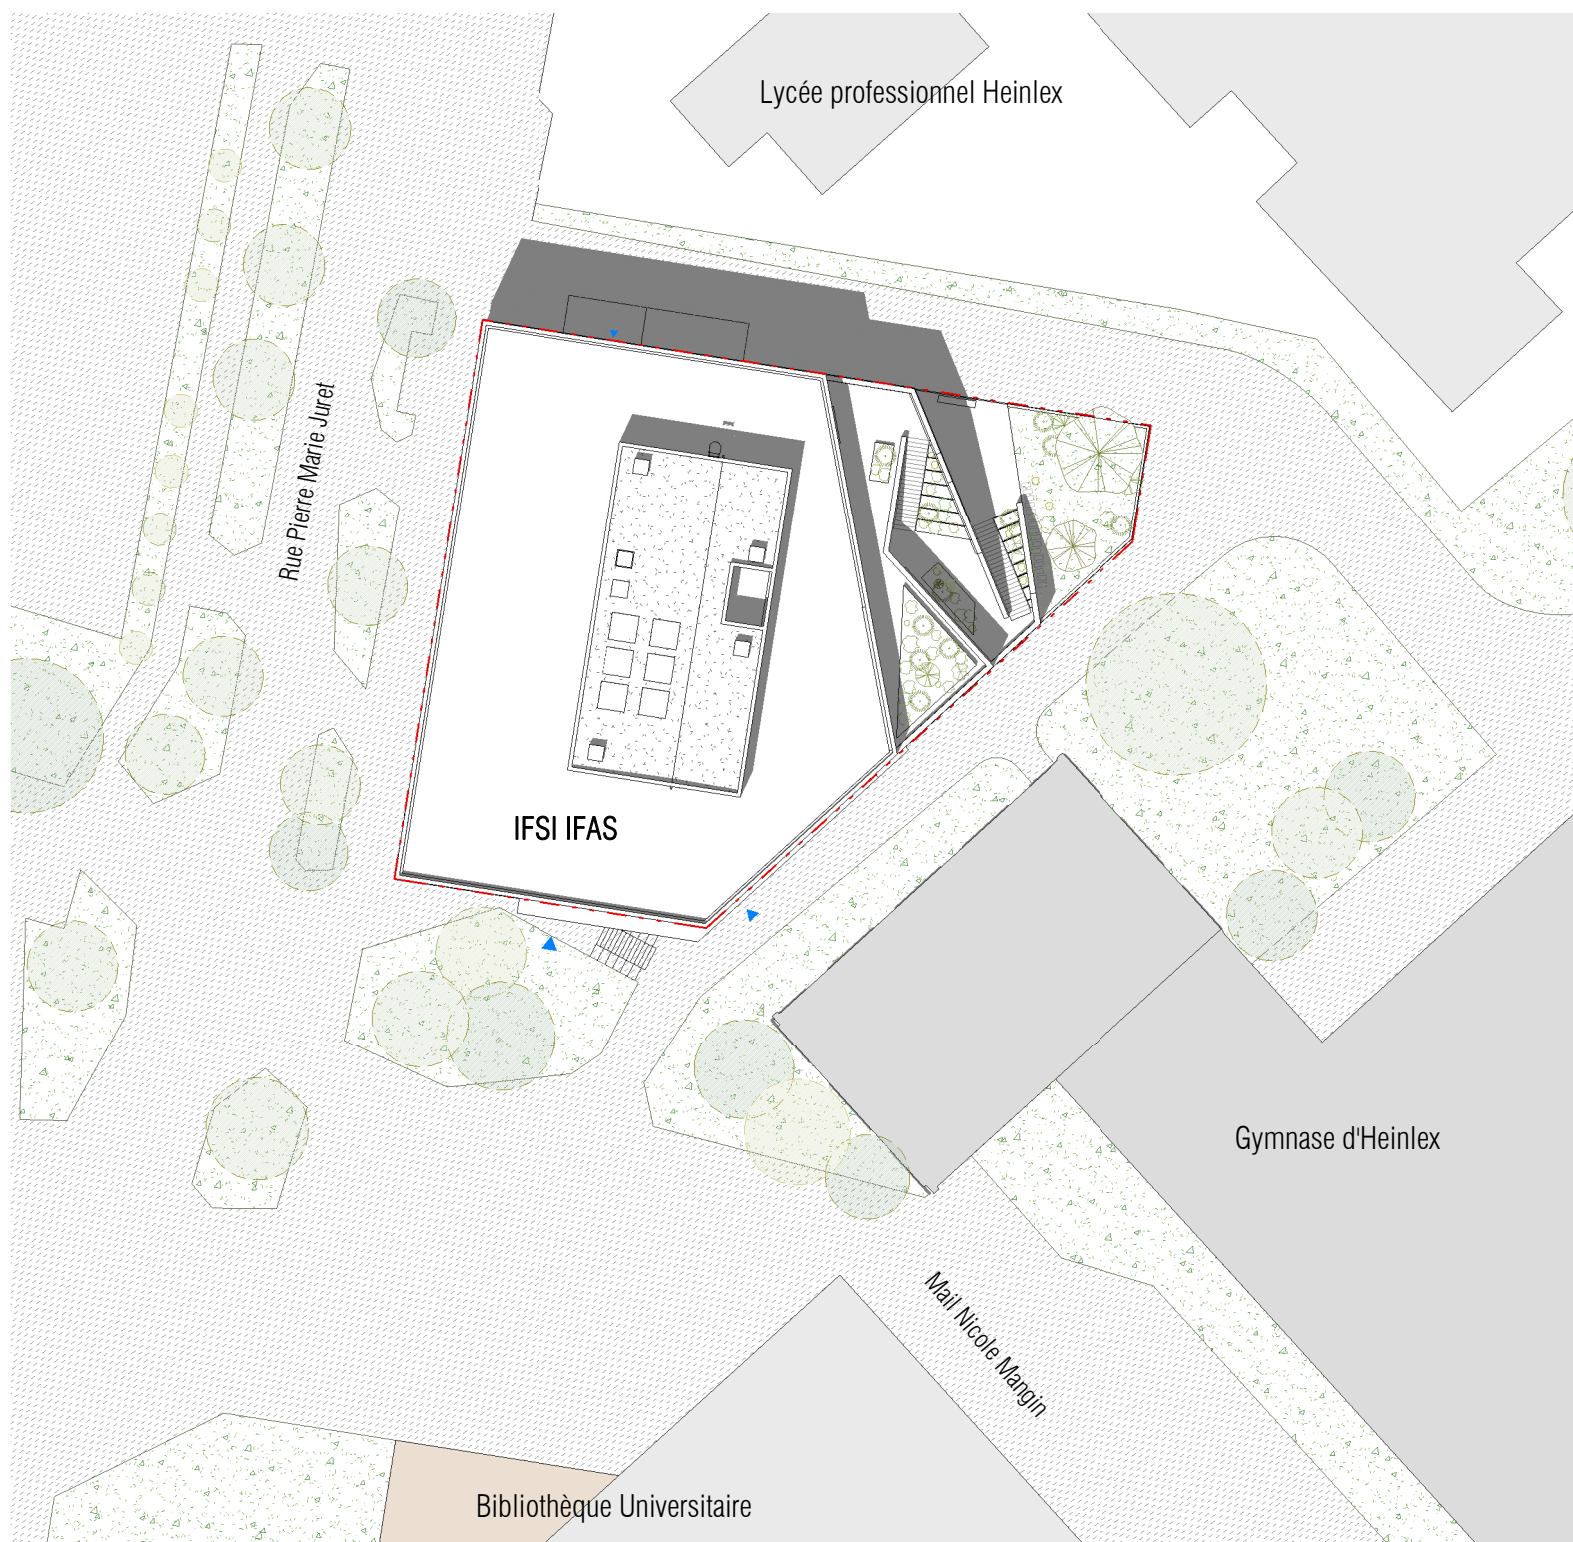 Lycée professionnel Heinlex
Rue Pierre Marie Juret
IFSI IFAS
Gymnase d'Heinlex
Mail Nicole Mangin
Bibliothèque Universitaire